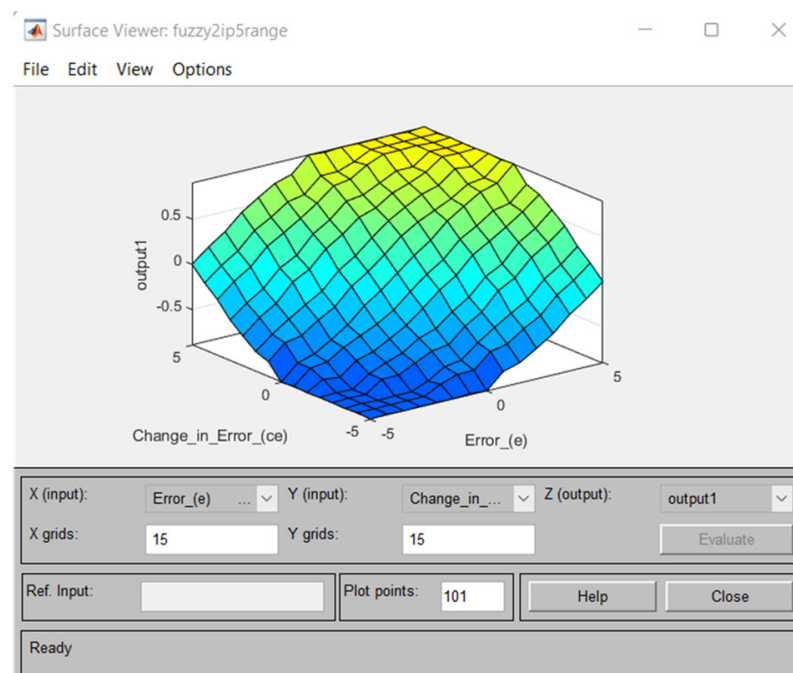 Surface Viewer: fuzzy2ip5range
File Edit View Options
0.5
0
-0.5
output1
5
0
-5
Change_in_Error_(ce)
-5
0
5
Error_(e)
X (input): Error_(e) ... Y (input): Change_in_... Z (output): output1
X grids: 15 Y grids: 15 Evaluate
Ref. Input: Plot points: 101 Help Close
Ready